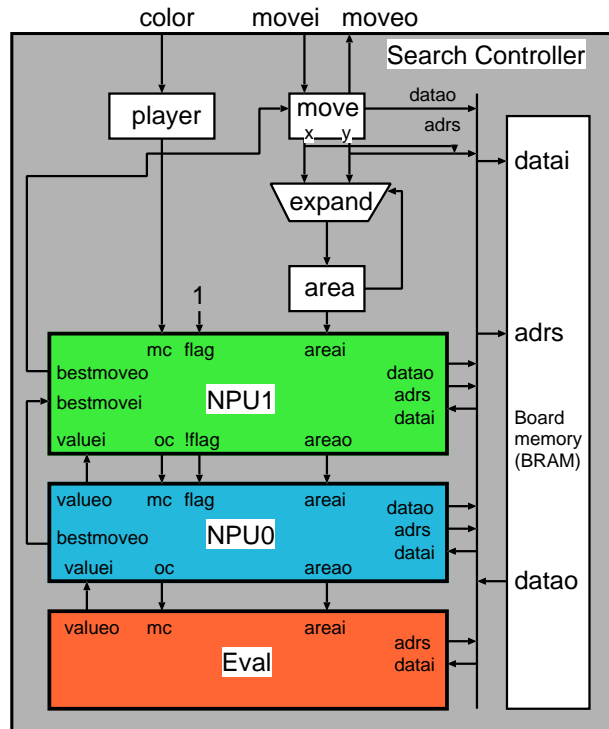 color movei moveo
Search Controller
player
move
x y
datao
adrs
datai
expand
area
1
adrs
mc flag areai
bestmoveo
bestmovei
NPU1
datao
adrs
datai
valuei oc !flag areao
Board
memory
(BRAM)
valueo mc flag areai
bestmoveo
NPU0
datao
adrs
datai
valuei oc areao
datao
valueo mc areai
Eval
adrs
datai